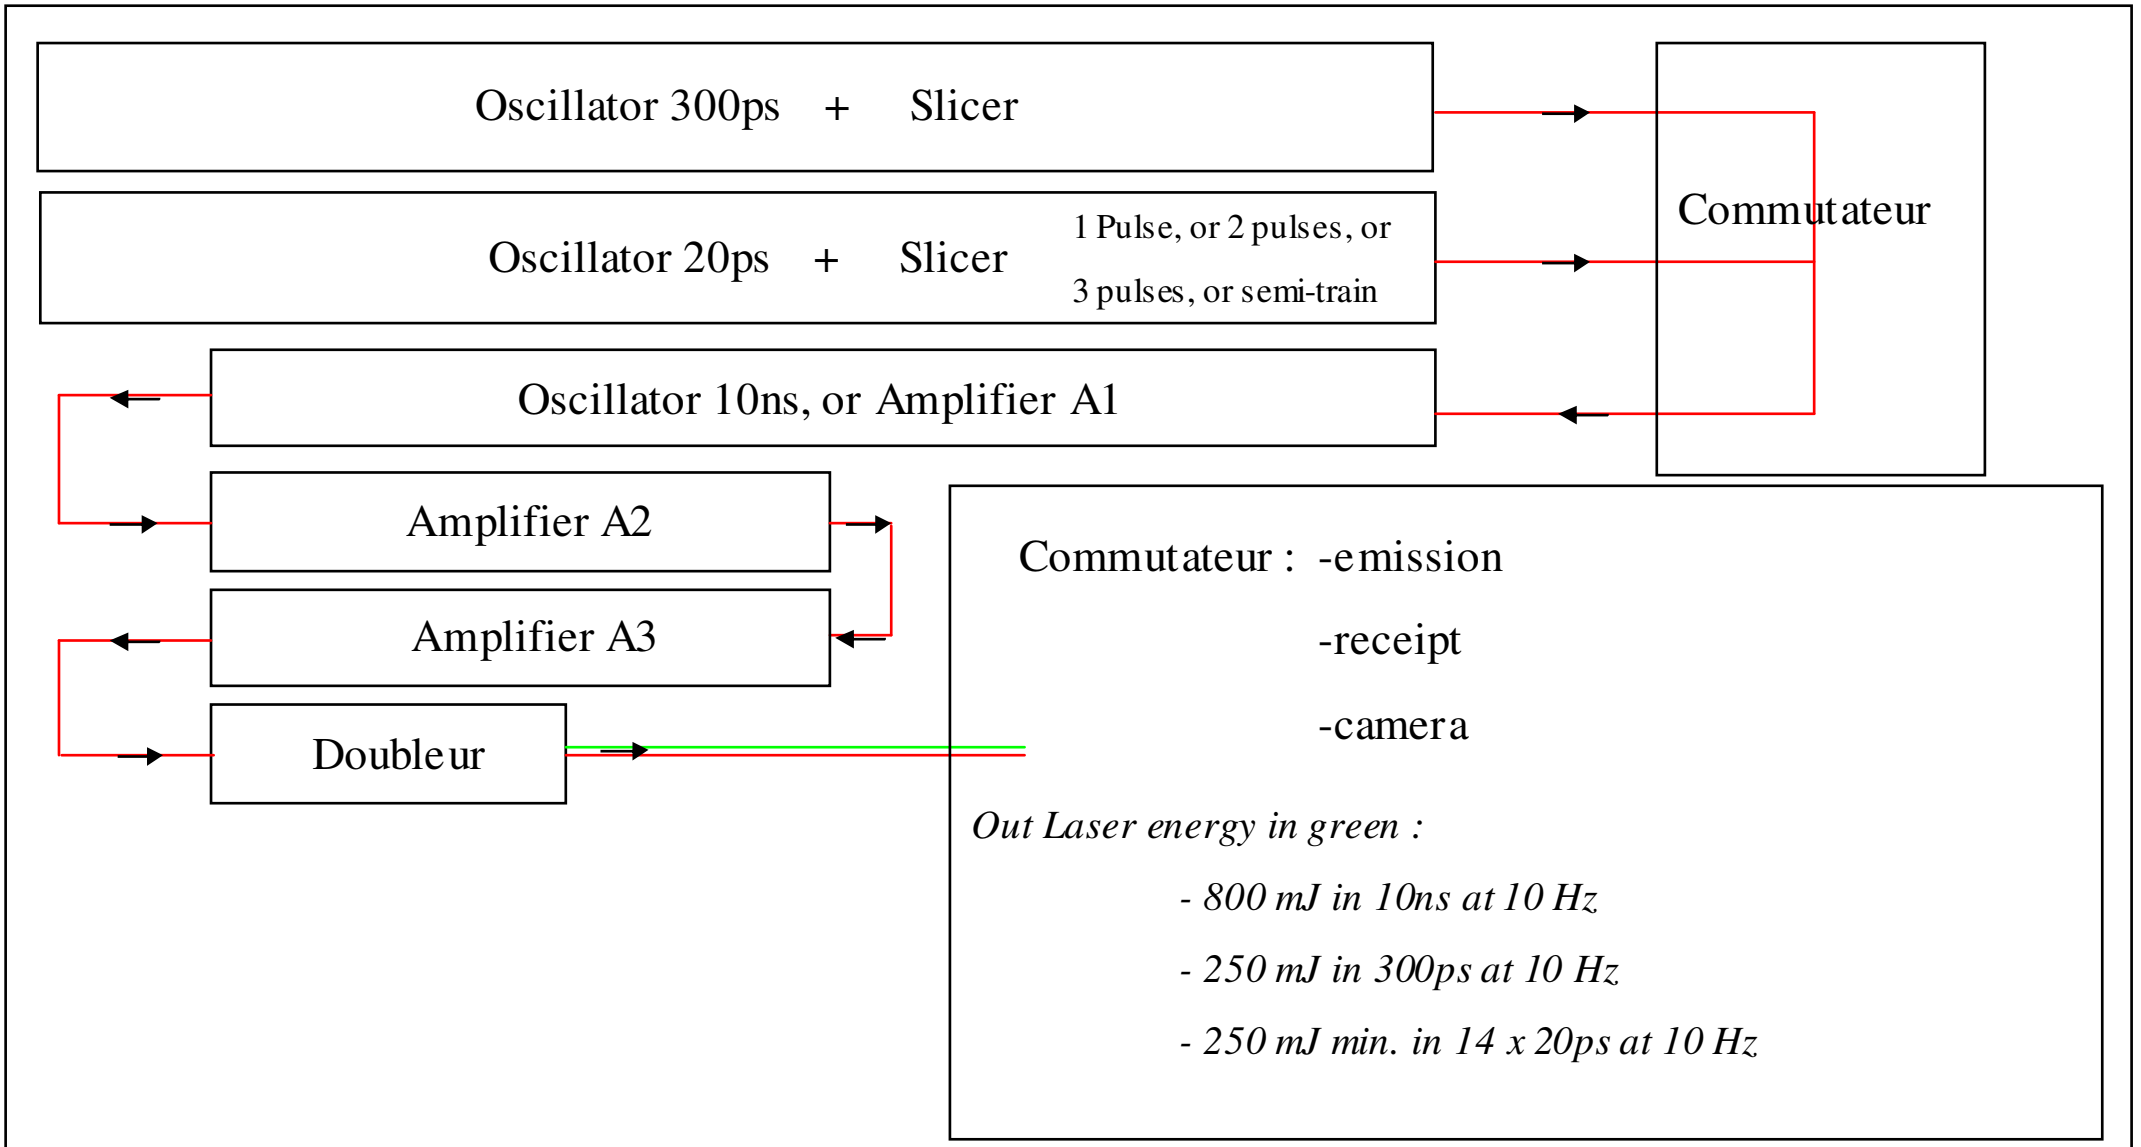 Oscillator 300ps + Slicer
Commutateur
Oscillator 20ps + Slicer
1 Pulse, or 2 pulses, or
3 pulses, or semi-train
Oscillator 10ns, or Amplifier A1
Amplifier A2
Amplifier A3
Doubleur
Commutateur : -emission
-receipt
-camera
Out Laser energy in green :
- 800 mJ in 10ns at 10 Hz
- 250 mJ in 300ps at 10 Hz
- 250 mJ min. in 14 x 20ps at 10 Hz